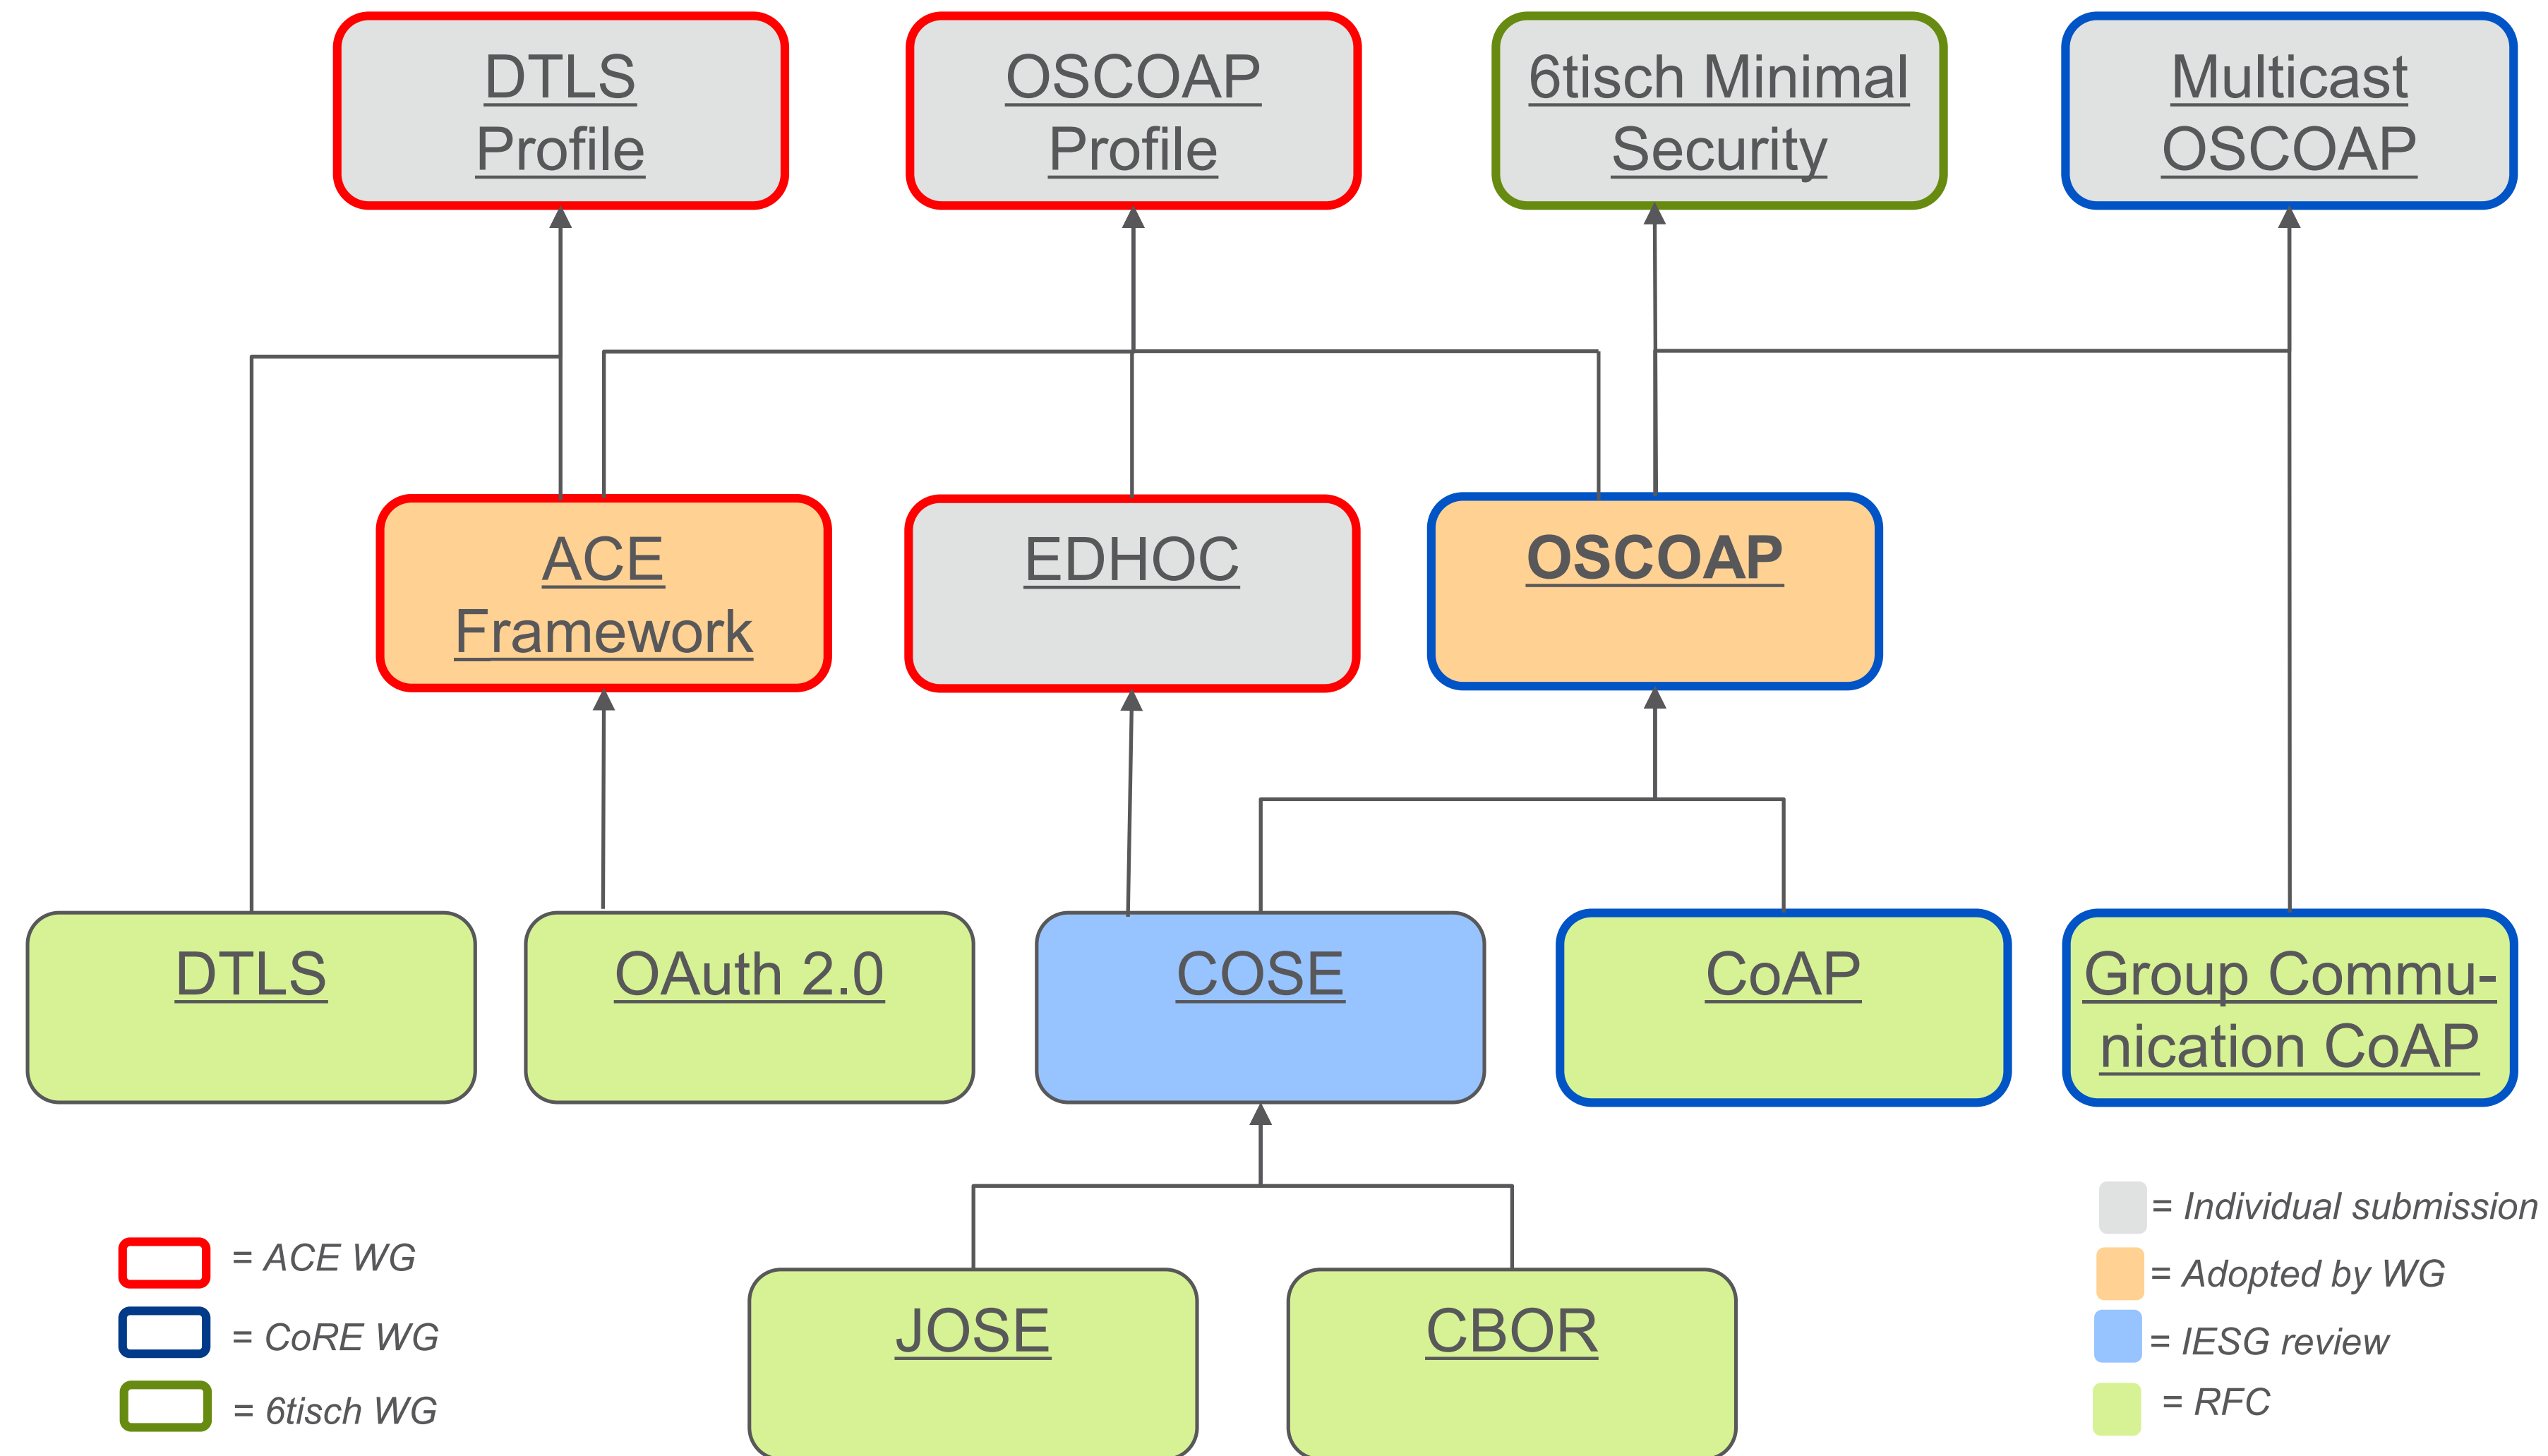 DTLS
Profile
OSCOAP
Profile
6tisch Minimal
Security
Multicast
OSCOAP
ACE
Framework
EDHOC
OSCOAP
DTLS
OAuth 2.0
COSE
CoAP
Group Commu-
nication CoAP
JOSE
CBOR
= ACE WG
= CoRE WG
= 6tisch WG
= Individual submission
= Adopted by WG
= IESG review
= RFC